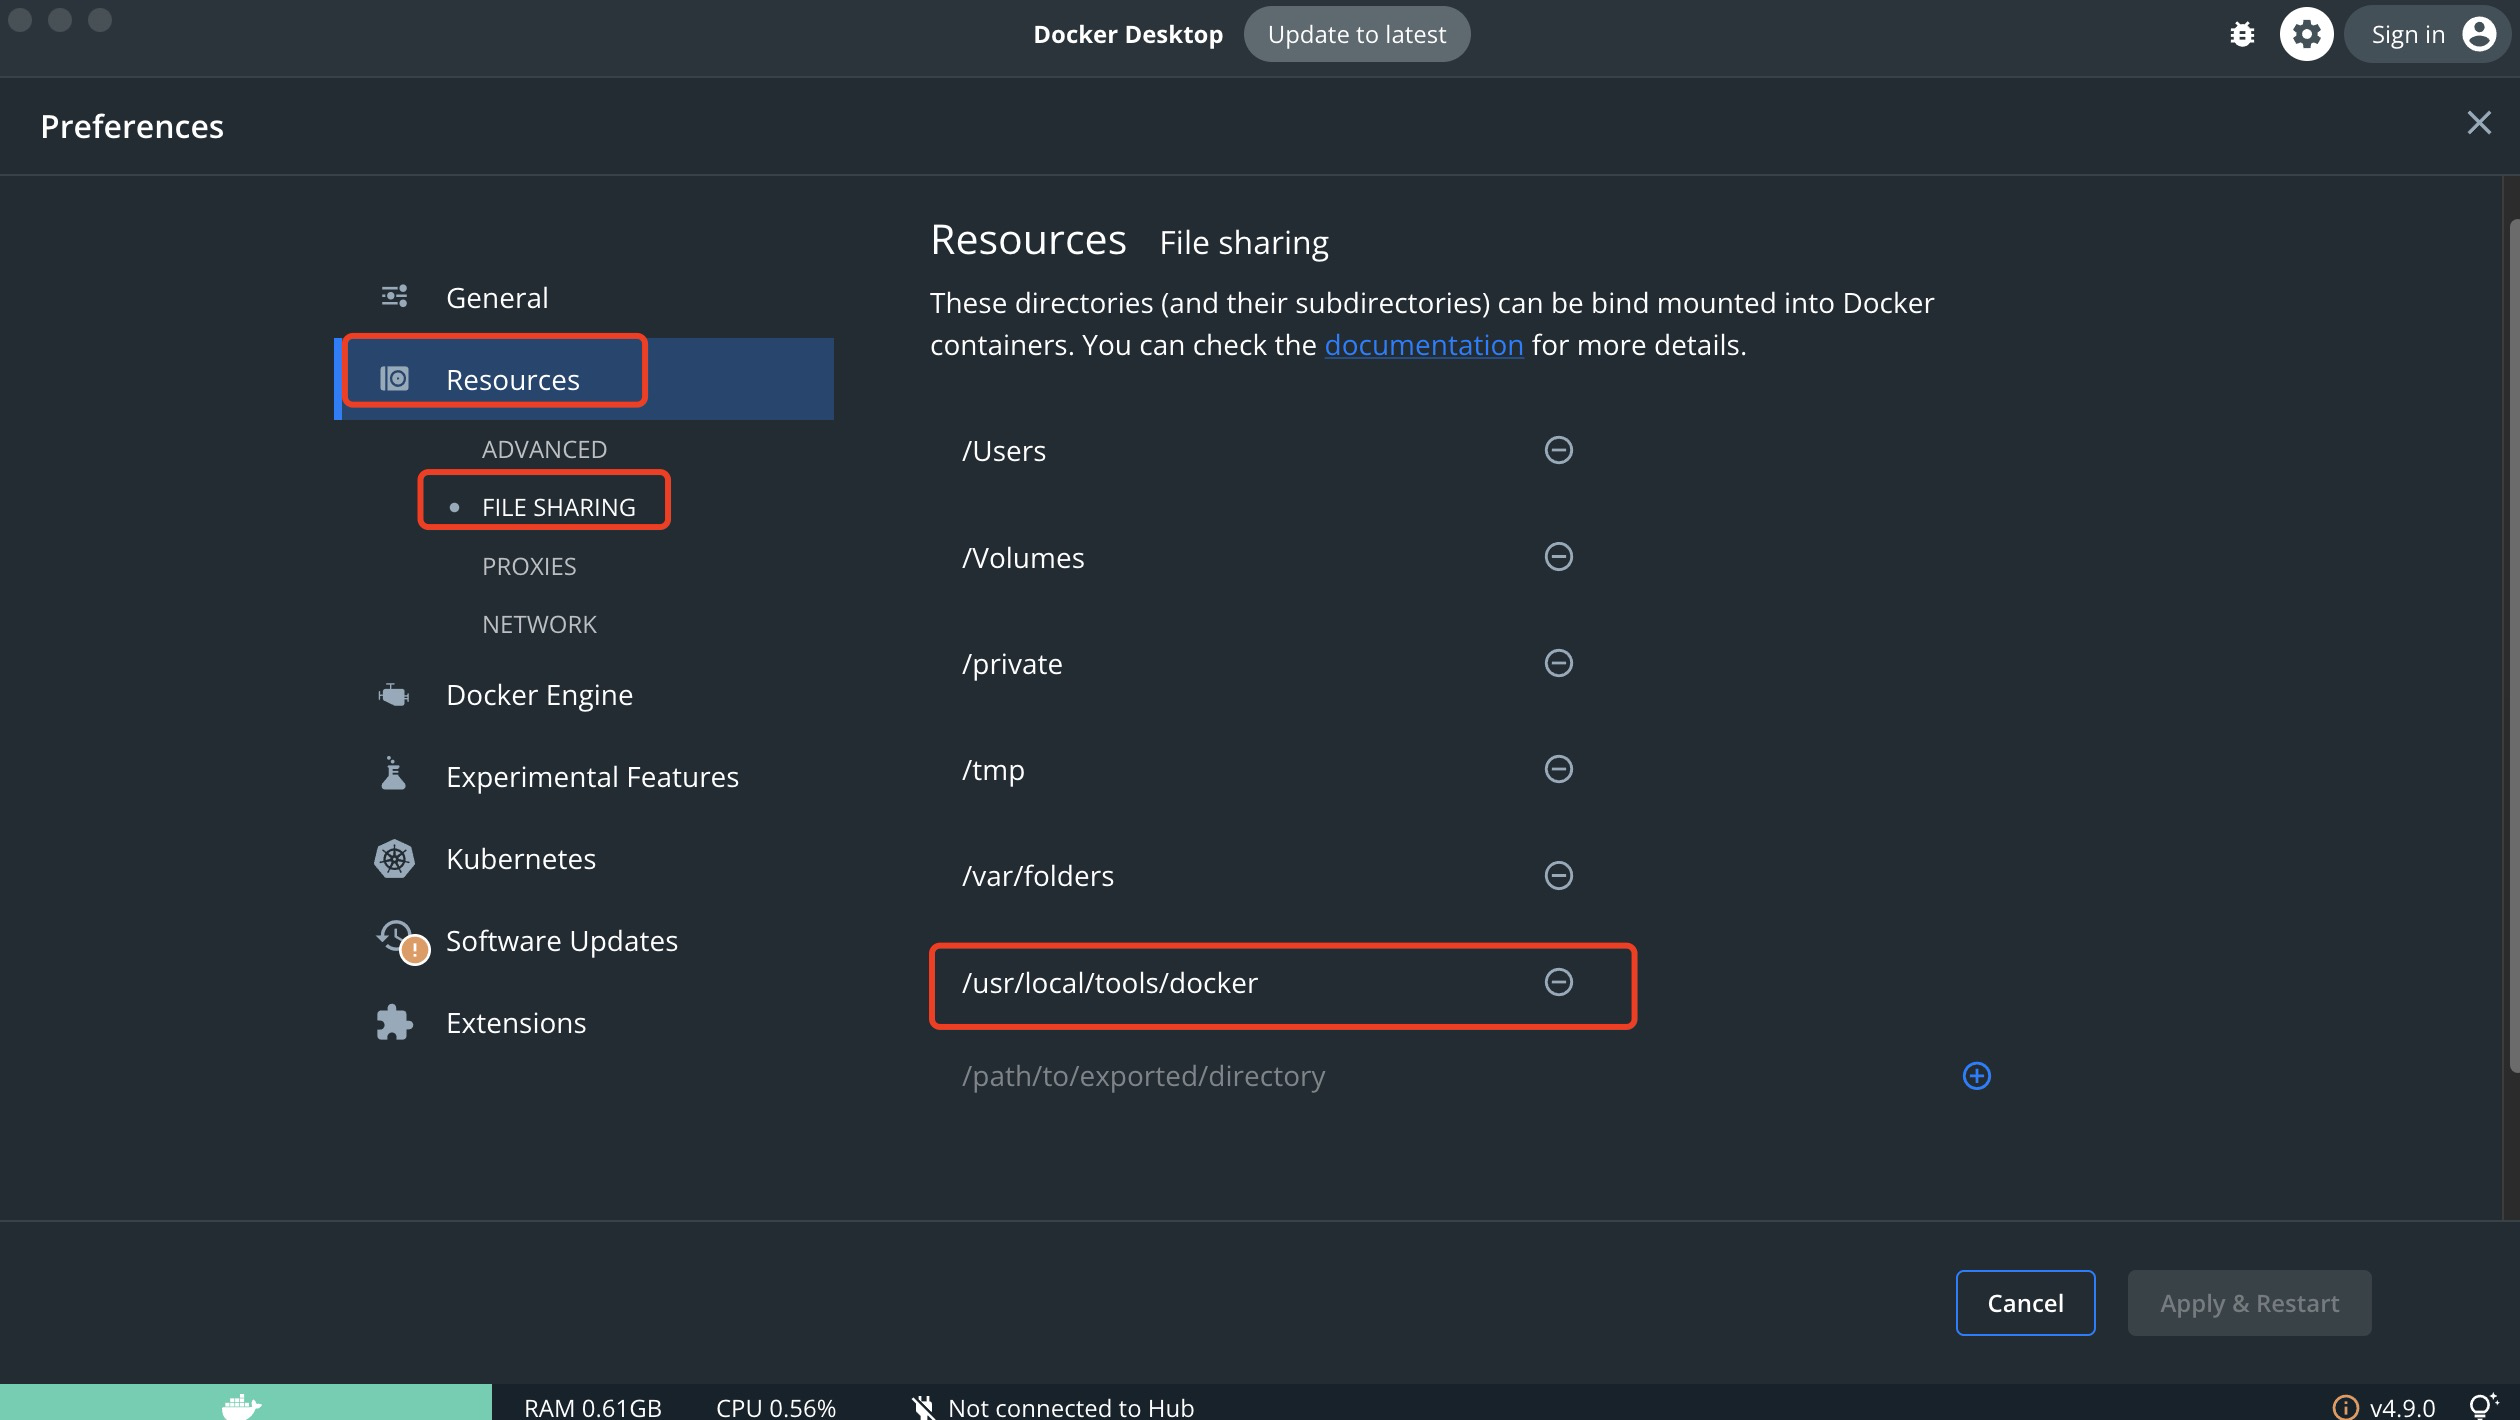 Docker Desktop
Update to latest
Sign in
Preferences
General
Resources
ADVANCED
FILE SHARING
PROXIES
NETWORK
Docker Engine
Experimental Features
Kubernetes
Software Updates
Extensions
Resources File sharing
These directories (and their subdirectories) can be bind mounted into Docker
containers. You can check the documentation for more details.
/Users
/Volumes
/private
/tmp
/var/folders
/usr/local/tools/docker
/path/to/exported/directory
Cancel
Apply & Restart
RAM 0.61GB
CPU 0.56%
Not connected to Hub
v4.9.0